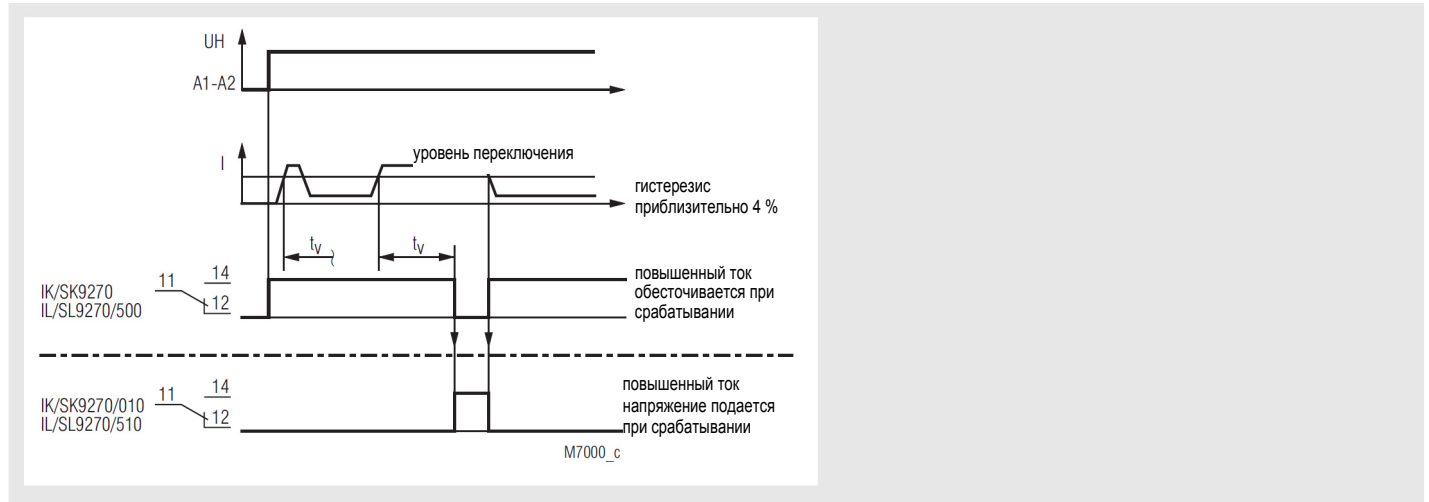 UH
A1-A2
I
уровень переключения
гистерезис
приблизительно 4 %
tv
tv
IK/SK9270
IL/SL9270/500
11
14
12
повышенный ток
обесточивается при
срабатывании
IK/SK9270/010
IL/SL9270/510
11
14
12
повышенный ток
напряжение подается
при срабатывании
M7000_c